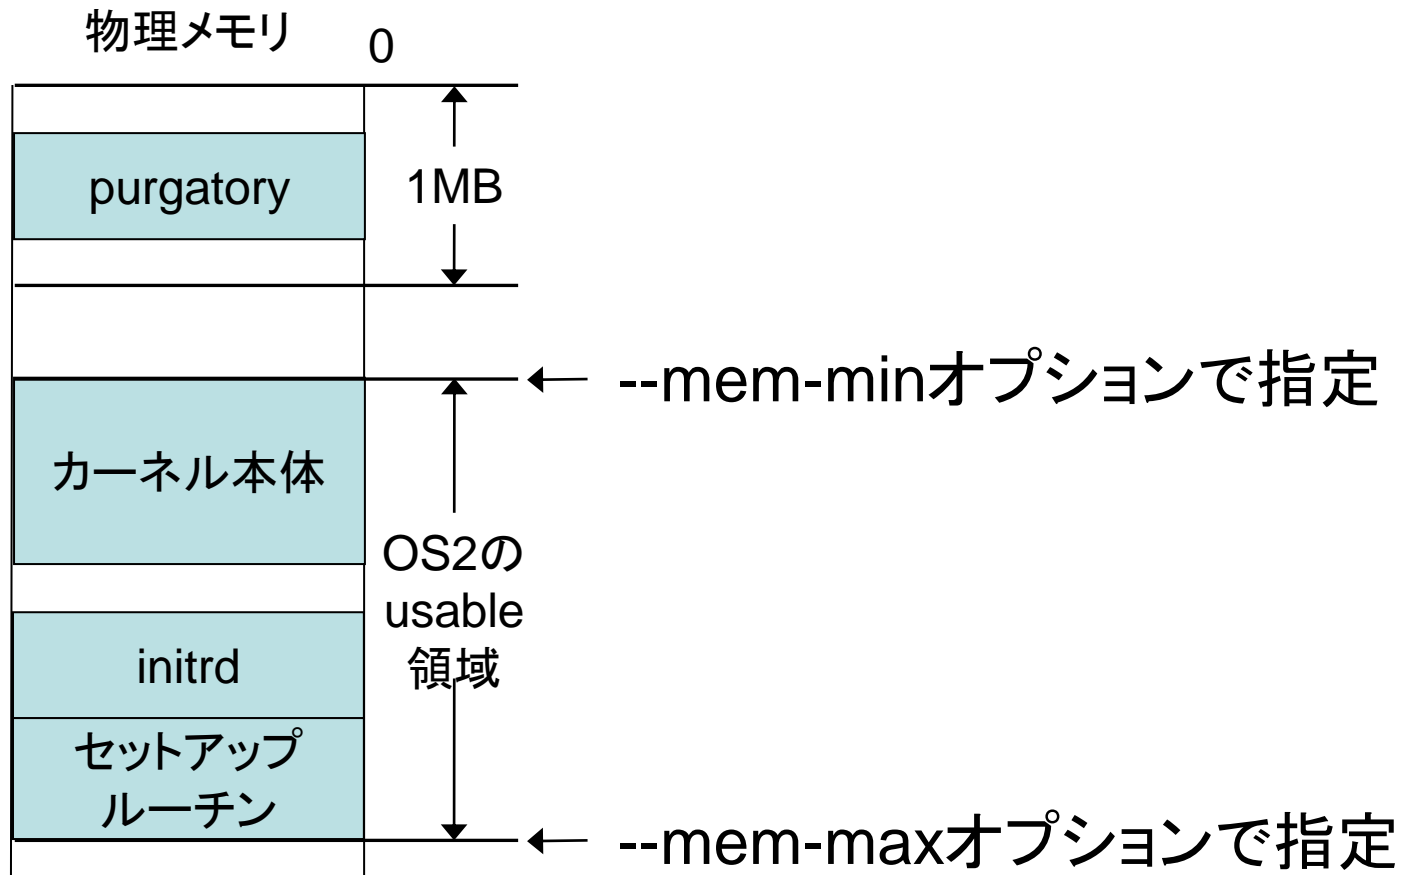 物理メモリ 0
purgatory
1MB
--mem-minオプションで指定
カーネル本体
OS2の
usable
領域
initrd
セットアップ
ルーチン
--mem-maxオプションで指定